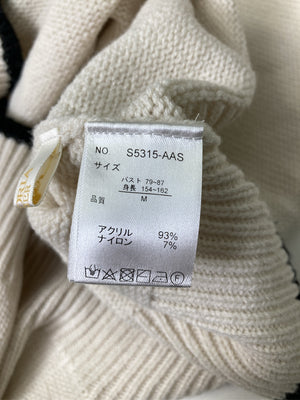 NO S5315-AAS
サイズ
バスト 79~87
身長 154~162
品質 M
アクリル 93%
ナイロン 7%